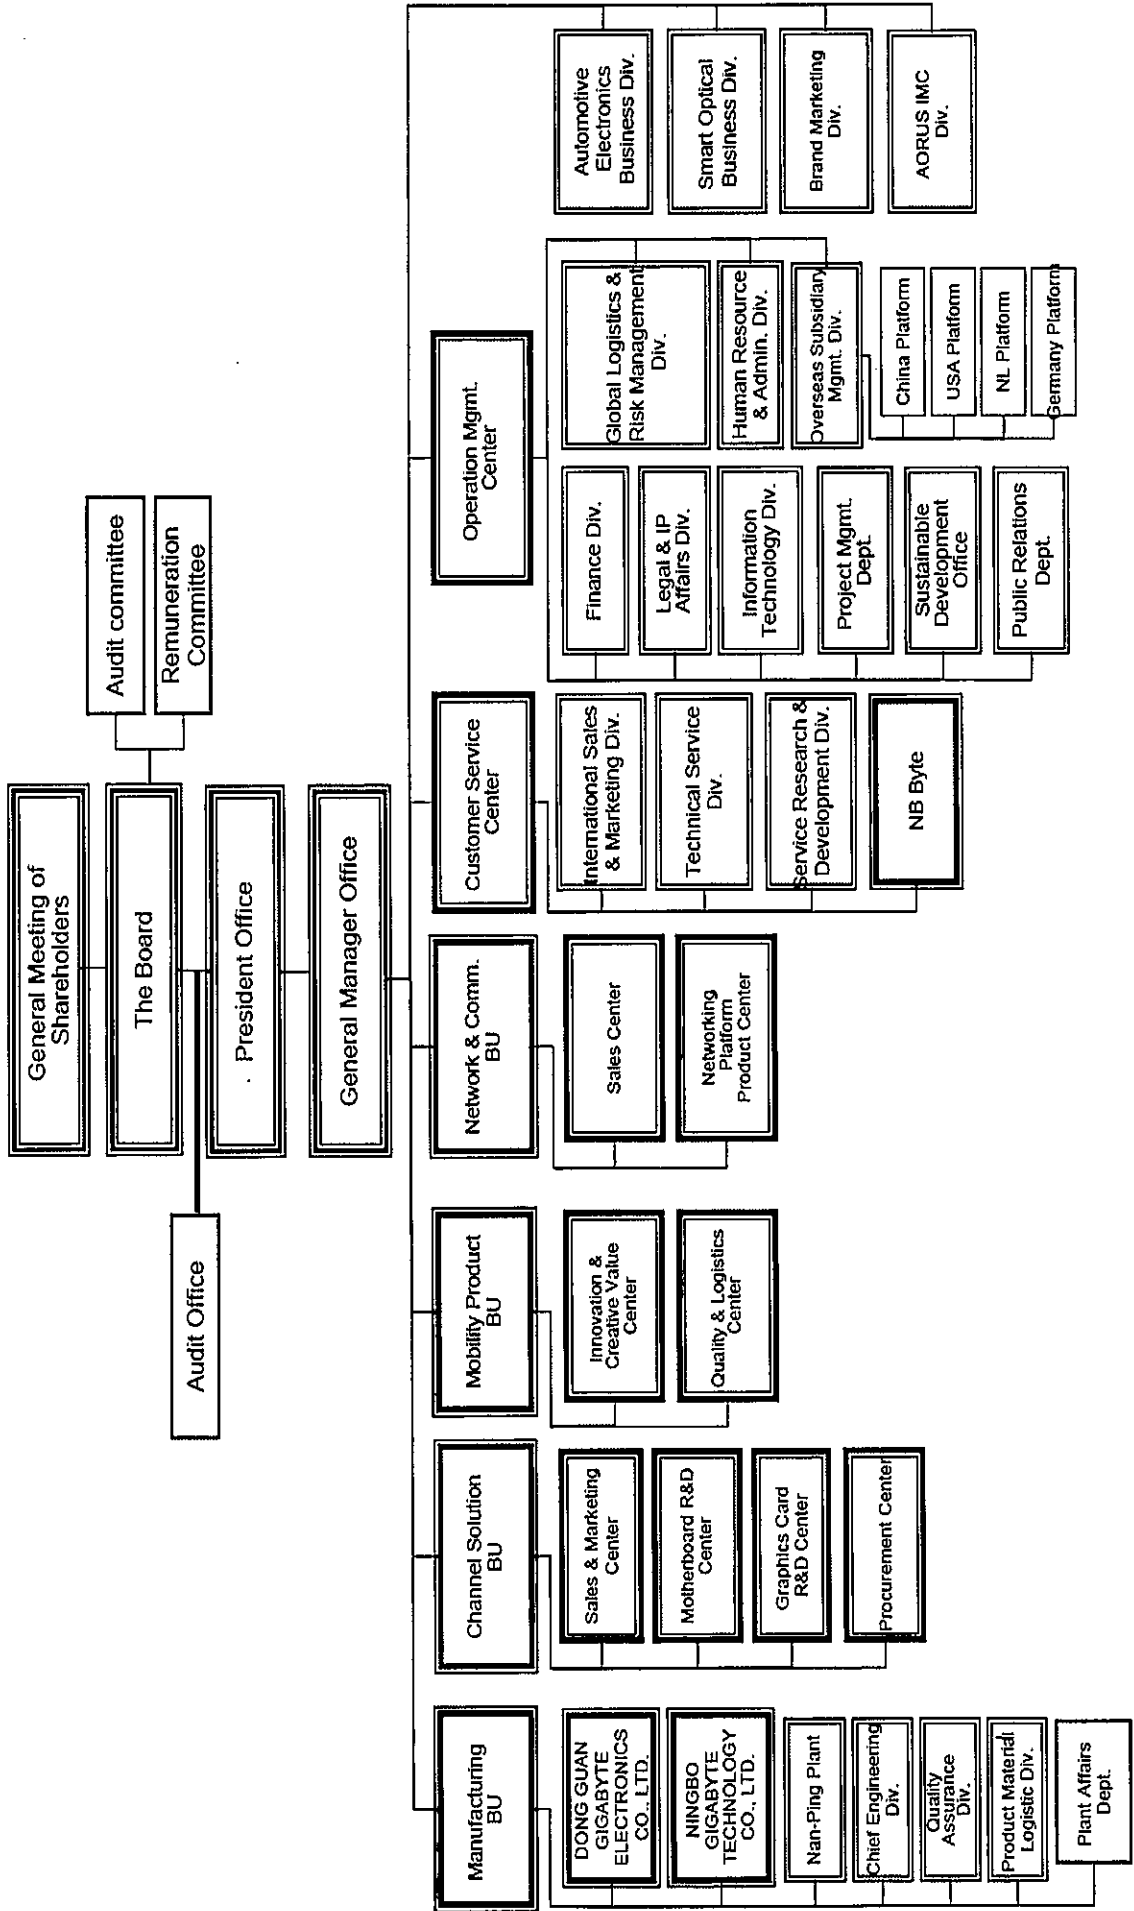 General Meeting of
Shareholders
The Board
Audit committee
Remuneration
Committee
Audit Office
President Office
General Manager Office
Manufacturing
BU
DONG GUAN
GIGABYTE
ELECTRONICS
CO., LTD.
NINGBO
GIGABYTE
TECHNOLOGY
CO., LTD.
Nan-Ping Plant
Chief Engineering
Div.
Quality
Assurance
Div.
Product Material
Logistic Div.
Plant Affairs
Dept.
Channel Solution
BU
Sales & Marketing
Center
Motherboard R&D
Center
Graphics Card
R&D Center
Procurement Center
Mobility Product
BU
Innovation &
Creative Value
Center
Quality & Logistics
Center
Network & Comm.
BU
Sales Center
Networking
Platform
Product Center
Customer Service
Center
International Sales
& Marketing Div.
Technical Service
Div.
Service Research &
Development Div.
NB Byte
Operation Mgmt.
Center
Finance Div.
Legal & IP
Affairs Div.
Information
Technology Div.
Project Mgmt.
Dept.
Sustainable
Development
Office
Public Relations
Dept.
Global Logistics &
Risk Management
Div.
Human Resource
& Admin. Div.
Overseas Subsidiary
Mgmt. Div.
China Platform
USA Platform
NL Platform
Germany Platform
Automotive
Electronics
Business Div.
Smart Optical
Business Div.
Brand Marketing
Div.
AORUS IMC
Div.